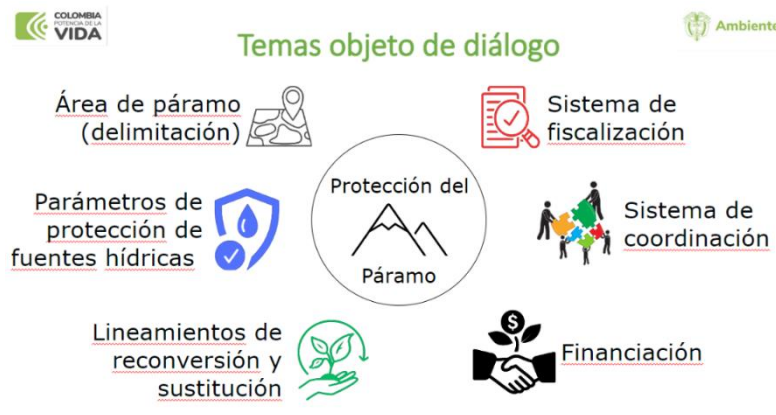 COLOMBIA
POTENCIA DE LA
VIDA
Ambiente
Temas objeto de diálogo
Área de páramo
(delimitación)
Sistema de
fiscalización
Parámetros de
protección de
fuentes hídricas
Protección del
Páramo
Sistema de
coordinación
Lineamientos de
reconversión y
sustitución
$
Financiación